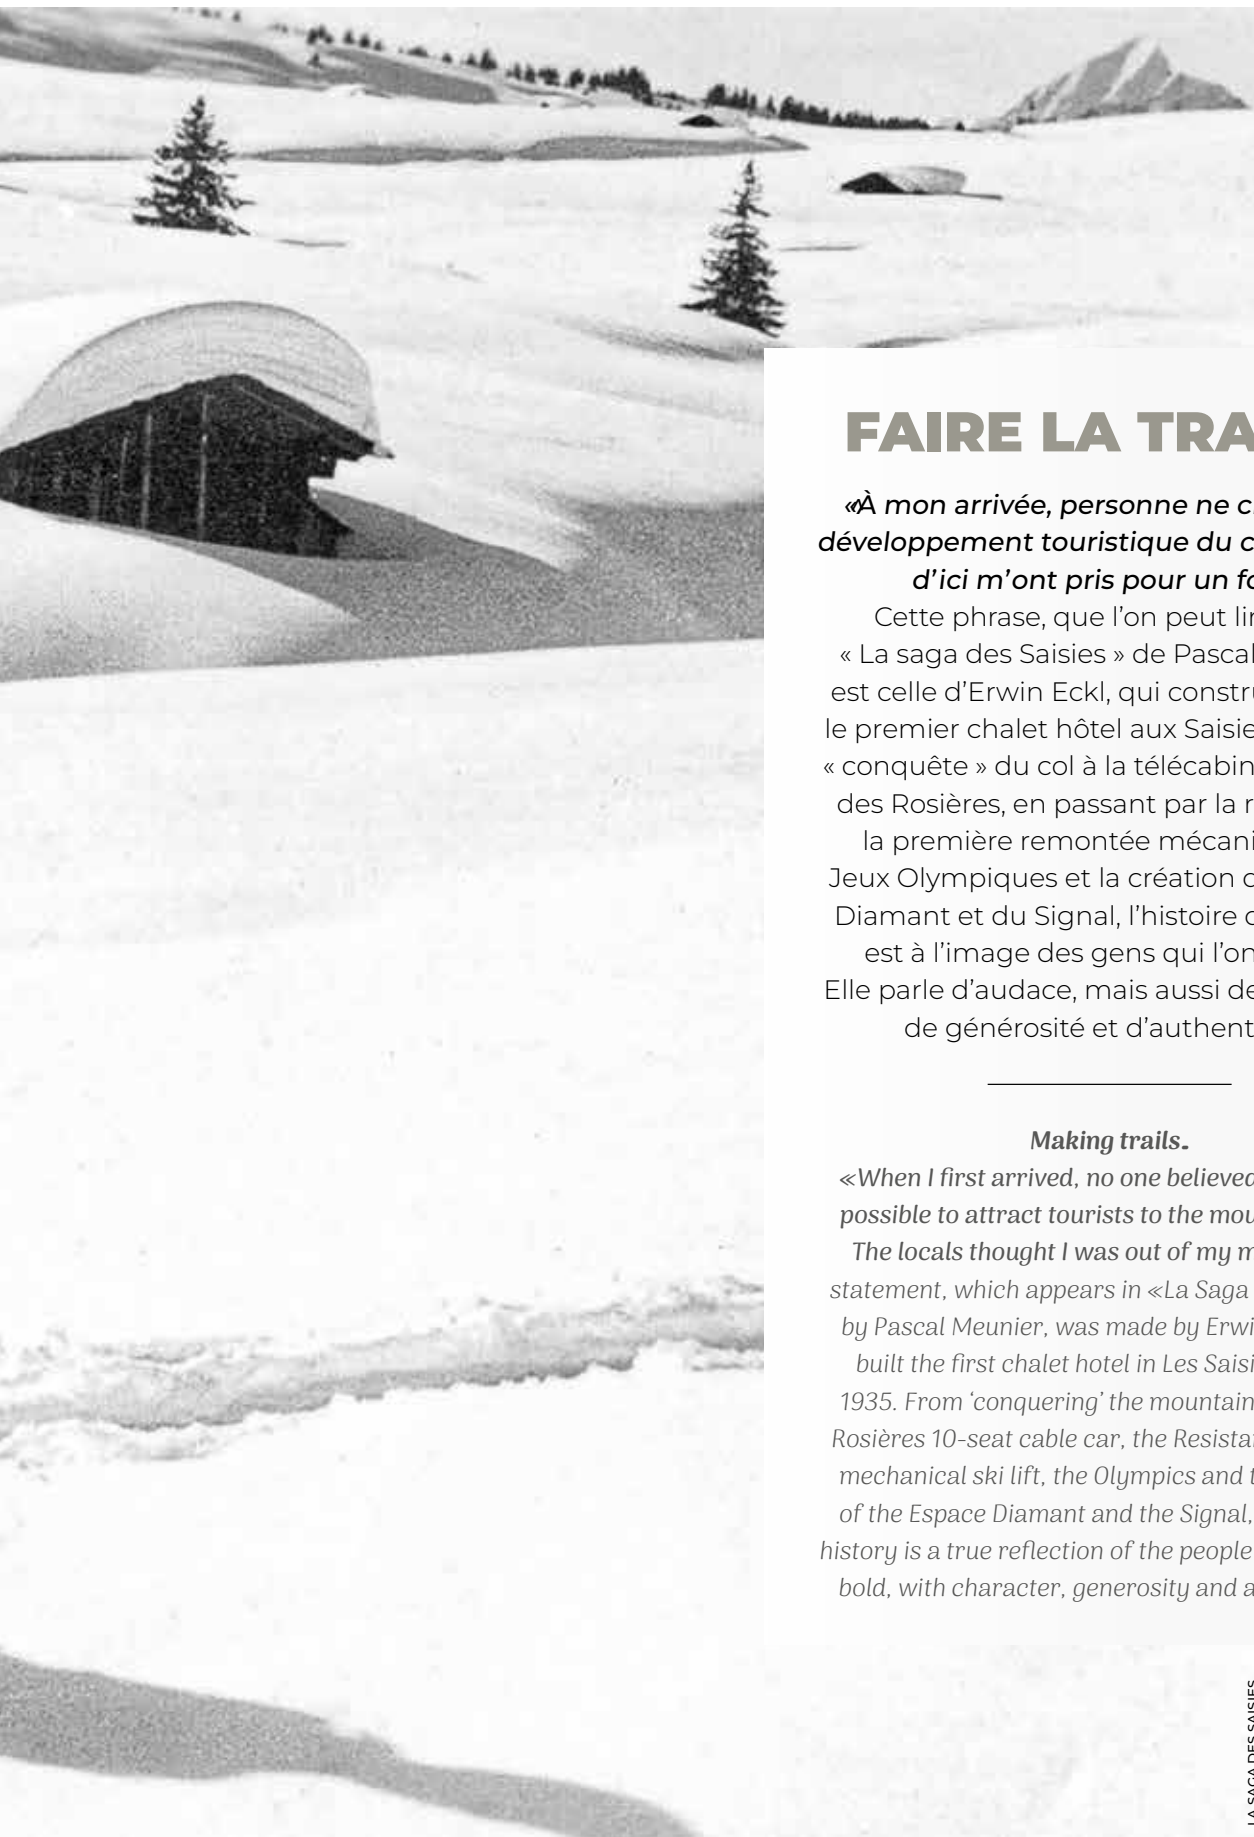 FAIRE LA TRA
«À mon arrivée, personne ne c
développement touristique du c
d’ici m’ont pris pour un fo
Cette phrase, que l’on peut lir
« La saga des Saisies » de Pascal
est celle d’Erwin Eckl, qui constru
le premier chalet hôtel aux Saisie
« conquête » du col à la télécabin
des Rosières, en passant par la r
la première remontée mécani
Jeux Olympiques et la création d
Diamant et du Signal, l’histoire d
est à l’image des gens qui l’on
Elle parle d’audace, mais aussi de
de générosité et d’authent
Making trails.
«When I first arrived, no one believed
possible to attract tourists to the mou
The locals thought I was out of my m
statement, which appears in «La Saga
by Pascal Meunier, was made by Erwi
built the first chalet hotel in Les Saisi
1935. From ‘conquering’ the mountain
Rosières 10-seat cable car, the Resista
mechanical ski lift, the Olympics and t
of the Espace Diamant and the Signal,
history is a true reflection of the people
bold, with character, generosity and a
LA SAGA DES SAISIES